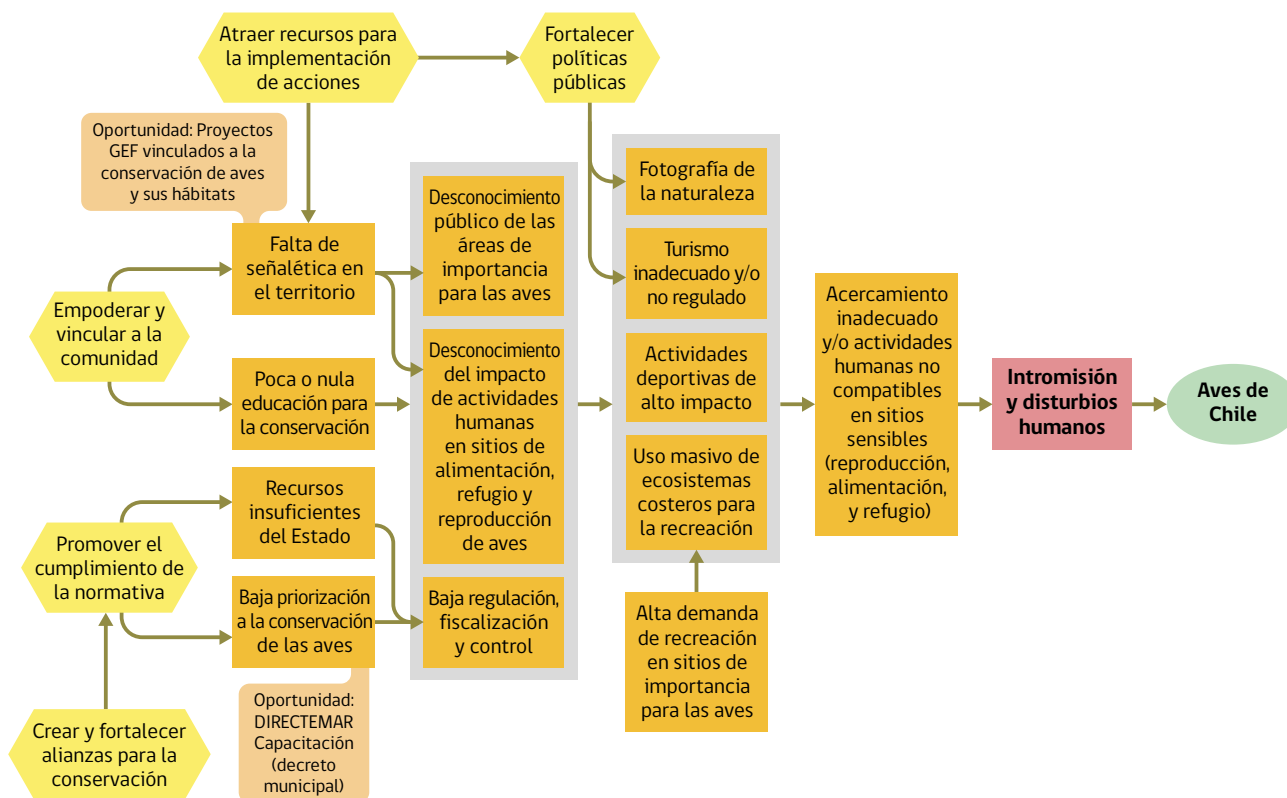 Atraer recursos para
la implementación
de acciones
Fortalecer
políticas
públicas
Oportunidad: Proyectos
GEF vinculados a la
conservación de aves
y sus hábitats
Falta de
señalética en
el territorio
Empoderar y
vincular a la
comunidad
Poca o nula
educación para
la conservación
Recursos
insuficientes
del Estado
Promover el
cumplimiento de
la normativa
Baja priorización
a la conservación
de las aves
Oportunidad:
DIRECTEMAR
Capacitación
(decreto
municipal)
Crear y fortalecer
alianzas para la
conservación
Desconocimiento
público de las
áreas de
importancia
para las aves
Desconocimiento
del impacto
de actividades
humanas
en sitios de
alimentación,
refugio y
reproducción
de aves
Baja regulación,
fiscalización
y control
Fotografía de
la naturaleza
Turismo
inadecuado y/o
no regulado
Actividades
deportivas de
alto impacto
Uso masivo de
ecosistemas
costeros para
la recreación
Alta demanda
de recreación
en sitios de
importancia
para las aves
Acercamiento
inadecuado
y/o actividades
humanas no
compatibles
en sitios
sensibles
(reproducción,
alimentación,
y refugio)
Intromisión
y disturbios
humanos
Aves de
Chile